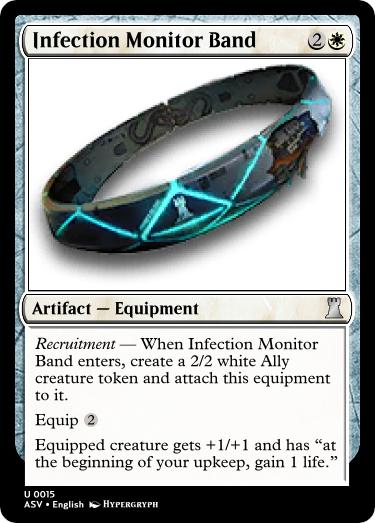 Infection Monitor Band 2
Artifact — Equipment
Recruitment — When Infection Monitor
Band enters, create a 2/2 white Ally
creature token and attach this equipment
to it.
Equip 2
Equipped creature gets +1/+1 and has “at
the beginning of your upkeep, gain 1 life.”
U 0015
ASV • English HYPERGRYPH